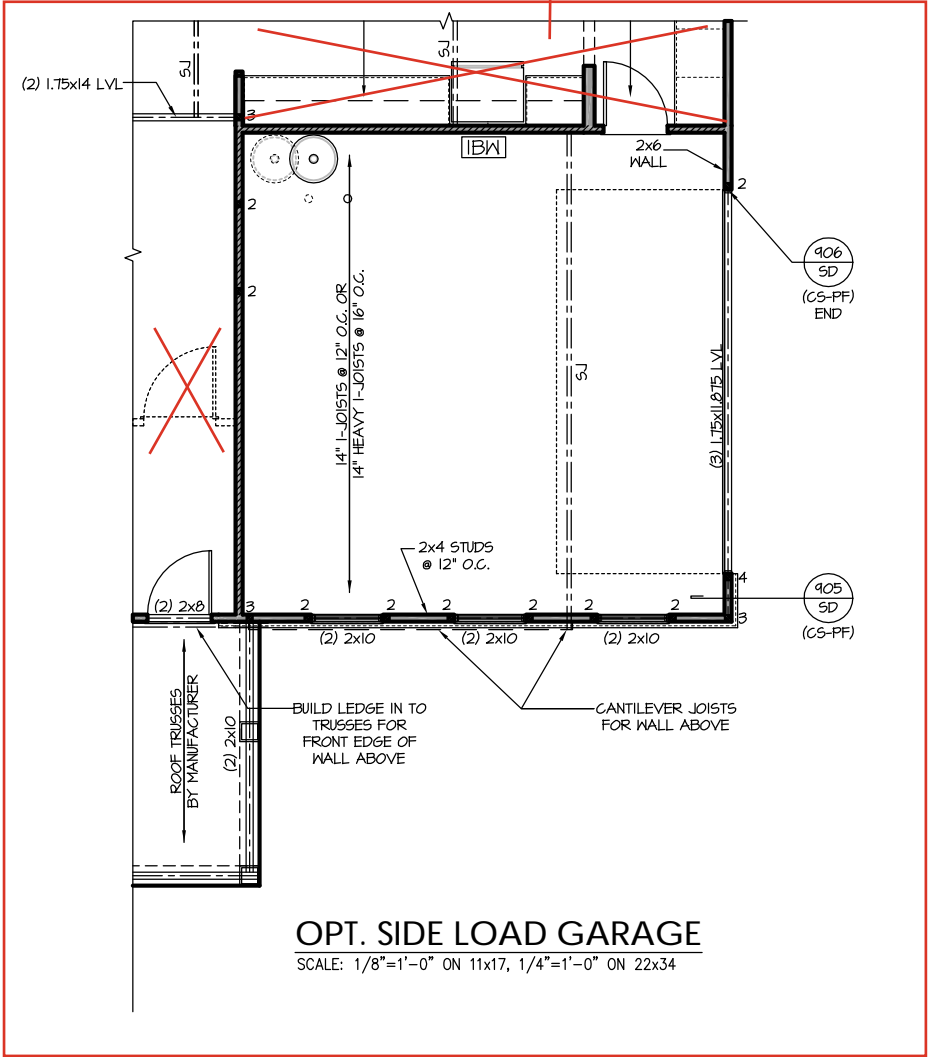 SJ
SJ
(2) 1.75x14 LVL
3
IBW
2x6
WALL
2
2
906
SD
(CS-PF)
END
2
14" I-JOISTS @ 12" O.C. OR
14" HEAVY I-JOISTS @ 16" O.C.
SJ
(3) 1.75x11.875 LVL
2x4 STUDS
@ 12" O.C.
4
905
SD
(CS-PF)
(2) 2x8
3
2
2
2
2
2
2
3
(2) 2x10
(2) 2x10
(2) 2x10
ROOF TRUSSES
BY MANUFACTURER
(2) 2x10
BUILD LEDGE IN TO
TRUSSES FOR
FRONT EDGE OF
WALL ABOVE
CANTILEVER JOISTS
FOR WALL ABOVE
OPT. SIDE LOAD GARAGE
SCALE: 1/8"=1'-0" ON 11x17, 1/4"=1'-0" ON 22x34